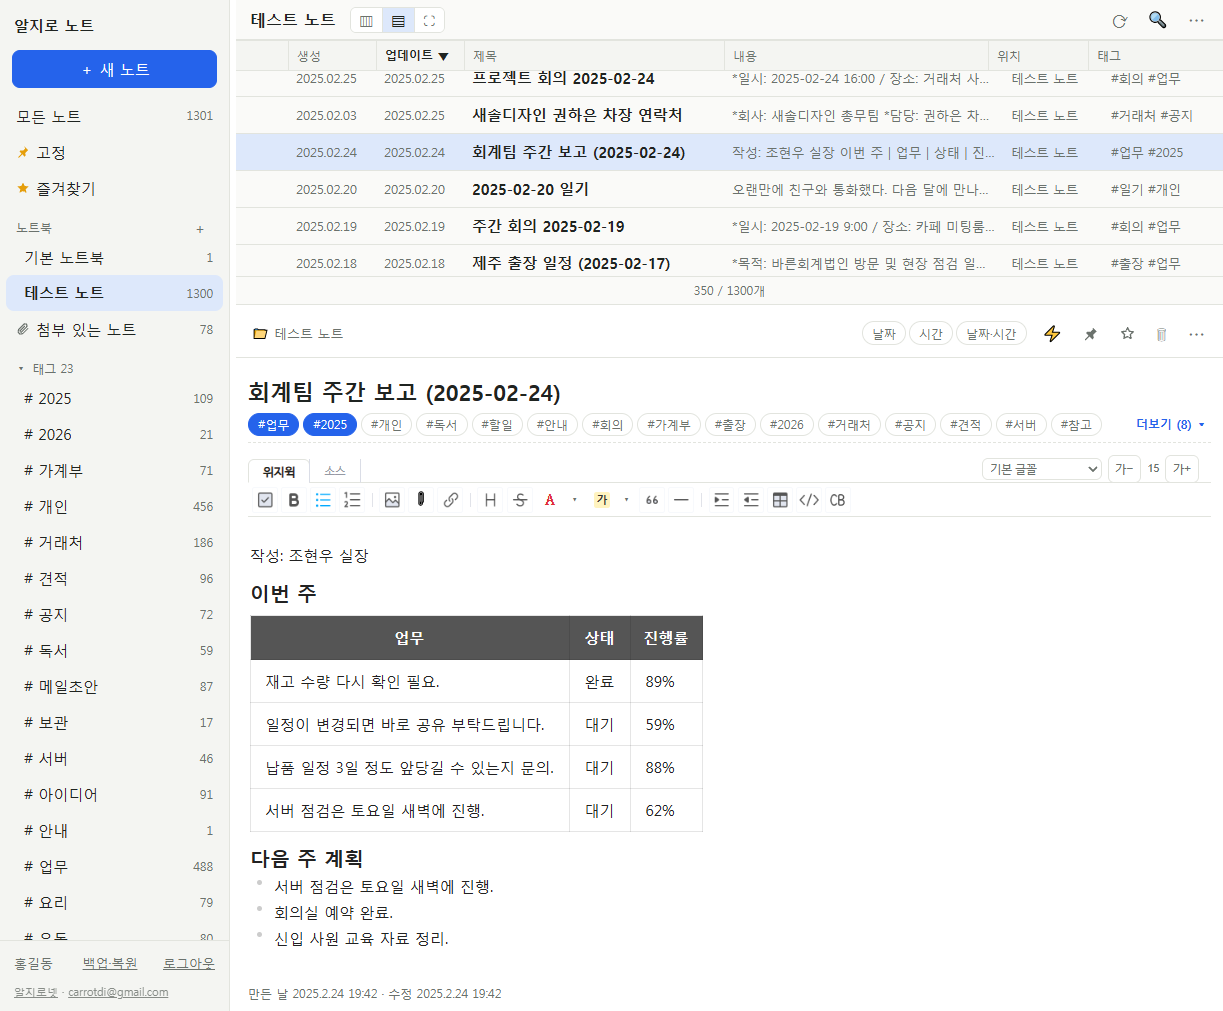 알지로 노트
+ 새 노트
모든 노트 1301
고정
즐겨찾기
노트북 +
기본 노트북 1
테스트 노트 1300
첨부 있는 노트 78
태그 23
# 2025 109
# 2026 21
# 가계부 71
# 개인 456
# 거래처 186
# 견적 96
# 공지 72
# 독서 59
# 메일초안 87
# 보관 17
# 서버 46
# 아이디어 91
# 안내 1
# 업무 488
# 요리 79
# 운동 80
홍길동 백업·복원 로그아웃
알지로넷 · carrotdi@gmail.com
테스트 노트
생성 업데이트 ▼ 제목 내용 위치 태그
2025.02.25 2025.02.25 프로젝트 회의 2025-02-24 *일시: 2025-02-24 16:00 / 장소: 거래처 사... 테스트 노트 #회의 #업무
2025.02.03 2025.02.25 새솔디자인 권하은 차장 연락처 *회사: 새솔디자인 총무팀 *담당: 권하은 차... 테스트 노트 #거래처 #공지
2025.02.24 2025.02.24 회계팀 주간 보고 (2025-02-24) 작성: 조현우 실장 이번 주 | 업무 | 상태 | 진... 테스트 노트 #업무 #2025
2025.02.20 2025.02.20 2025-02-20 일기 오랜만에 친구와 통화했다. 다음 달에 만나... 테스트 노트 #일기 #개인
2025.02.19 2025.02.19 주간 회의 2025-02-19 *일시: 2025-02-19 9:00 / 장소: 카페 미팅룸... 테스트 노트 #회의 #업무
2025.02.18 2025.02.18 제주 출장 일정 (2025-02-17) *목적: 바른회계법인 방문 및 현장 점검 일... 테스트 노트 #출장 #업무
350 / 1300개
테스트 노트 날짜 시간 날짜·시간
회계팀 주간 보고 (2025-02-24)
#업무 #2025 #개인 #독서 #할일 #안내 #회의 #가계부 #출장 #2026 #거래처 #공지 #견적 #서버 #참고 더보기 (8)
위지윅 소스 기본 글꼴 가− 15 가+
B H S A 가 66 </> CB
작성: 조현우 실장
이번 주
업무 상태 진행률
재고 수량 다시 확인 필요. 완료 89%
일정이 변경되면 바로 공유 부탁드립니다. 대기 59%
납품 일정 3일 정도 앞당길 수 있는지 문의. 대기 88%
서버 점검은 토요일 새벽에 진행. 대기 62%
다음 주 계획
서버 점검은 토요일 새벽에 진행.
회의실 예약 완료.
신입 사원 교육 자료 정리.
만든 날 2025.2.24 19:42 · 수정 2025.2.24 19:42